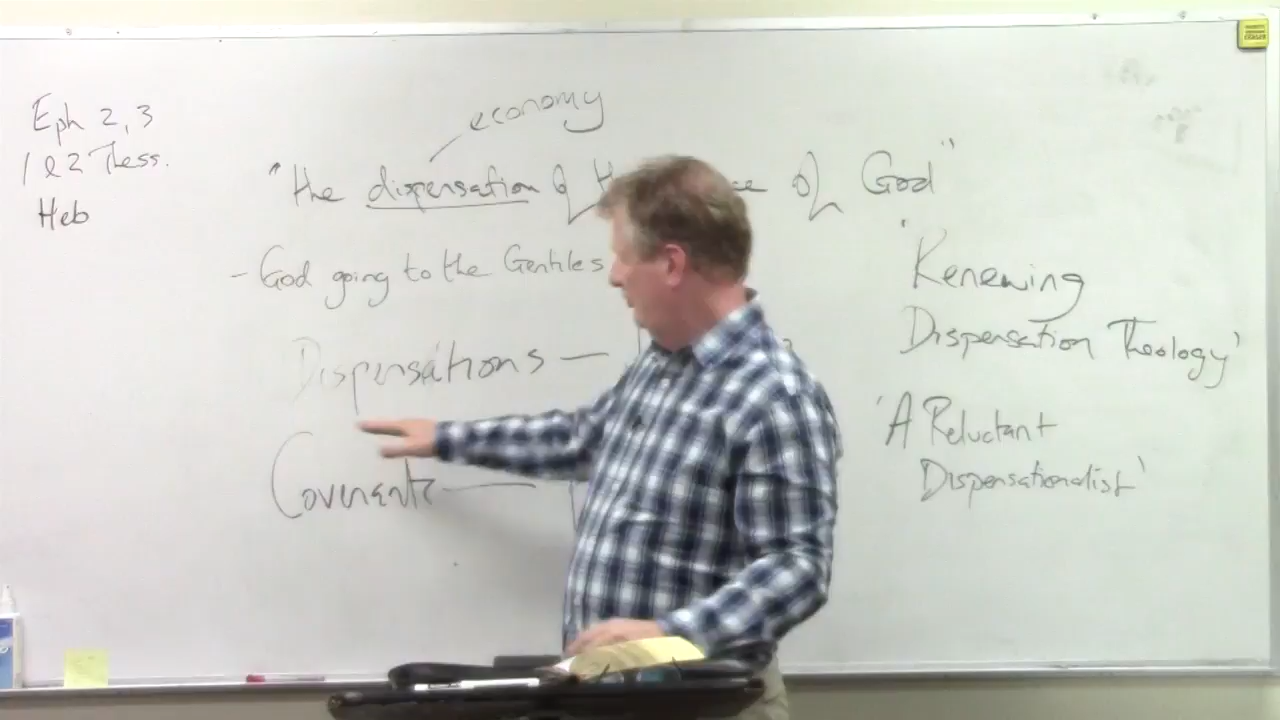 Eph 2, 3
1 & 2 Thess.
Heb
economy
"the dispensation of of God"
- God going to the Gentiles
Dispensations —
Covenants —
'Renewing
Dispensation Theology'
'A Reluctant
Dispensationalist'